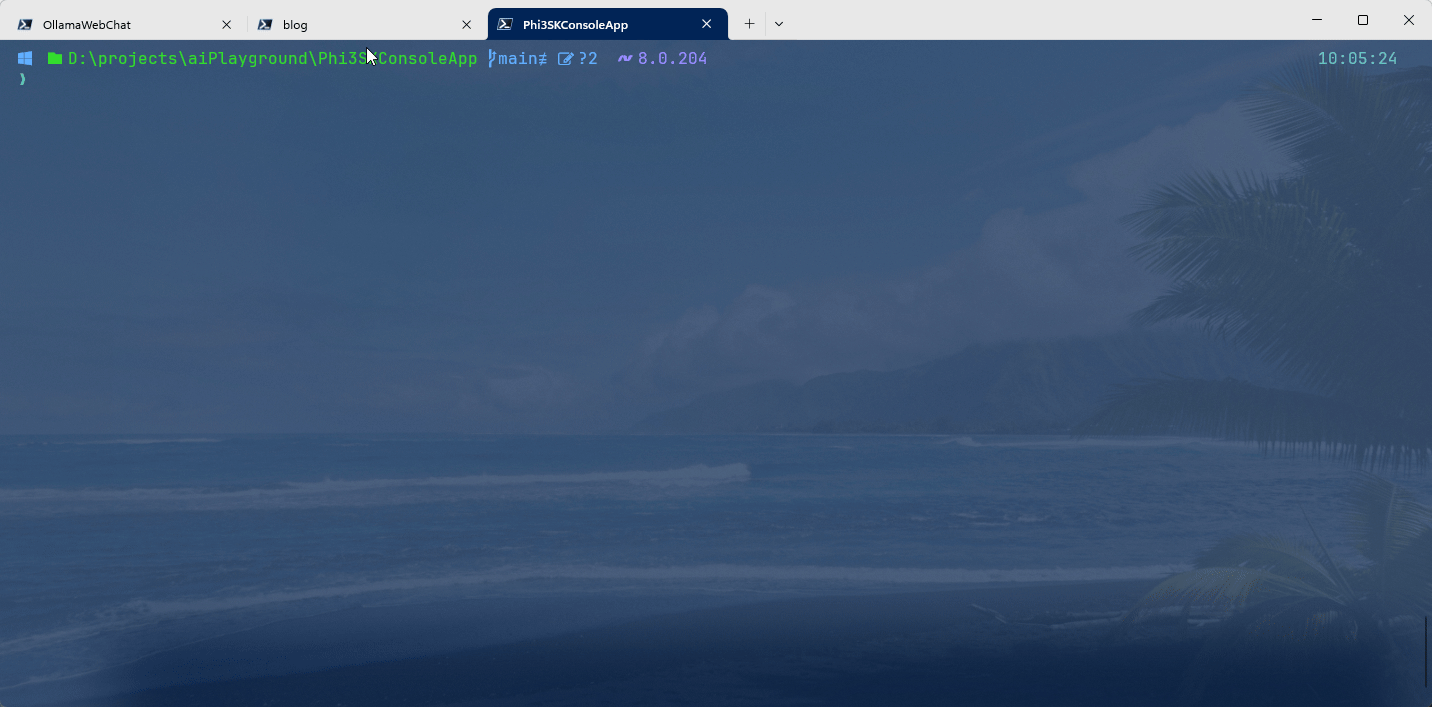 OllamaWebChat
blog
Phi3SKConsoleApp
D:\projects\aiPlayground\Phi3SKConsoleApp main≢ ?2 8.0.204 10:05:24
❯